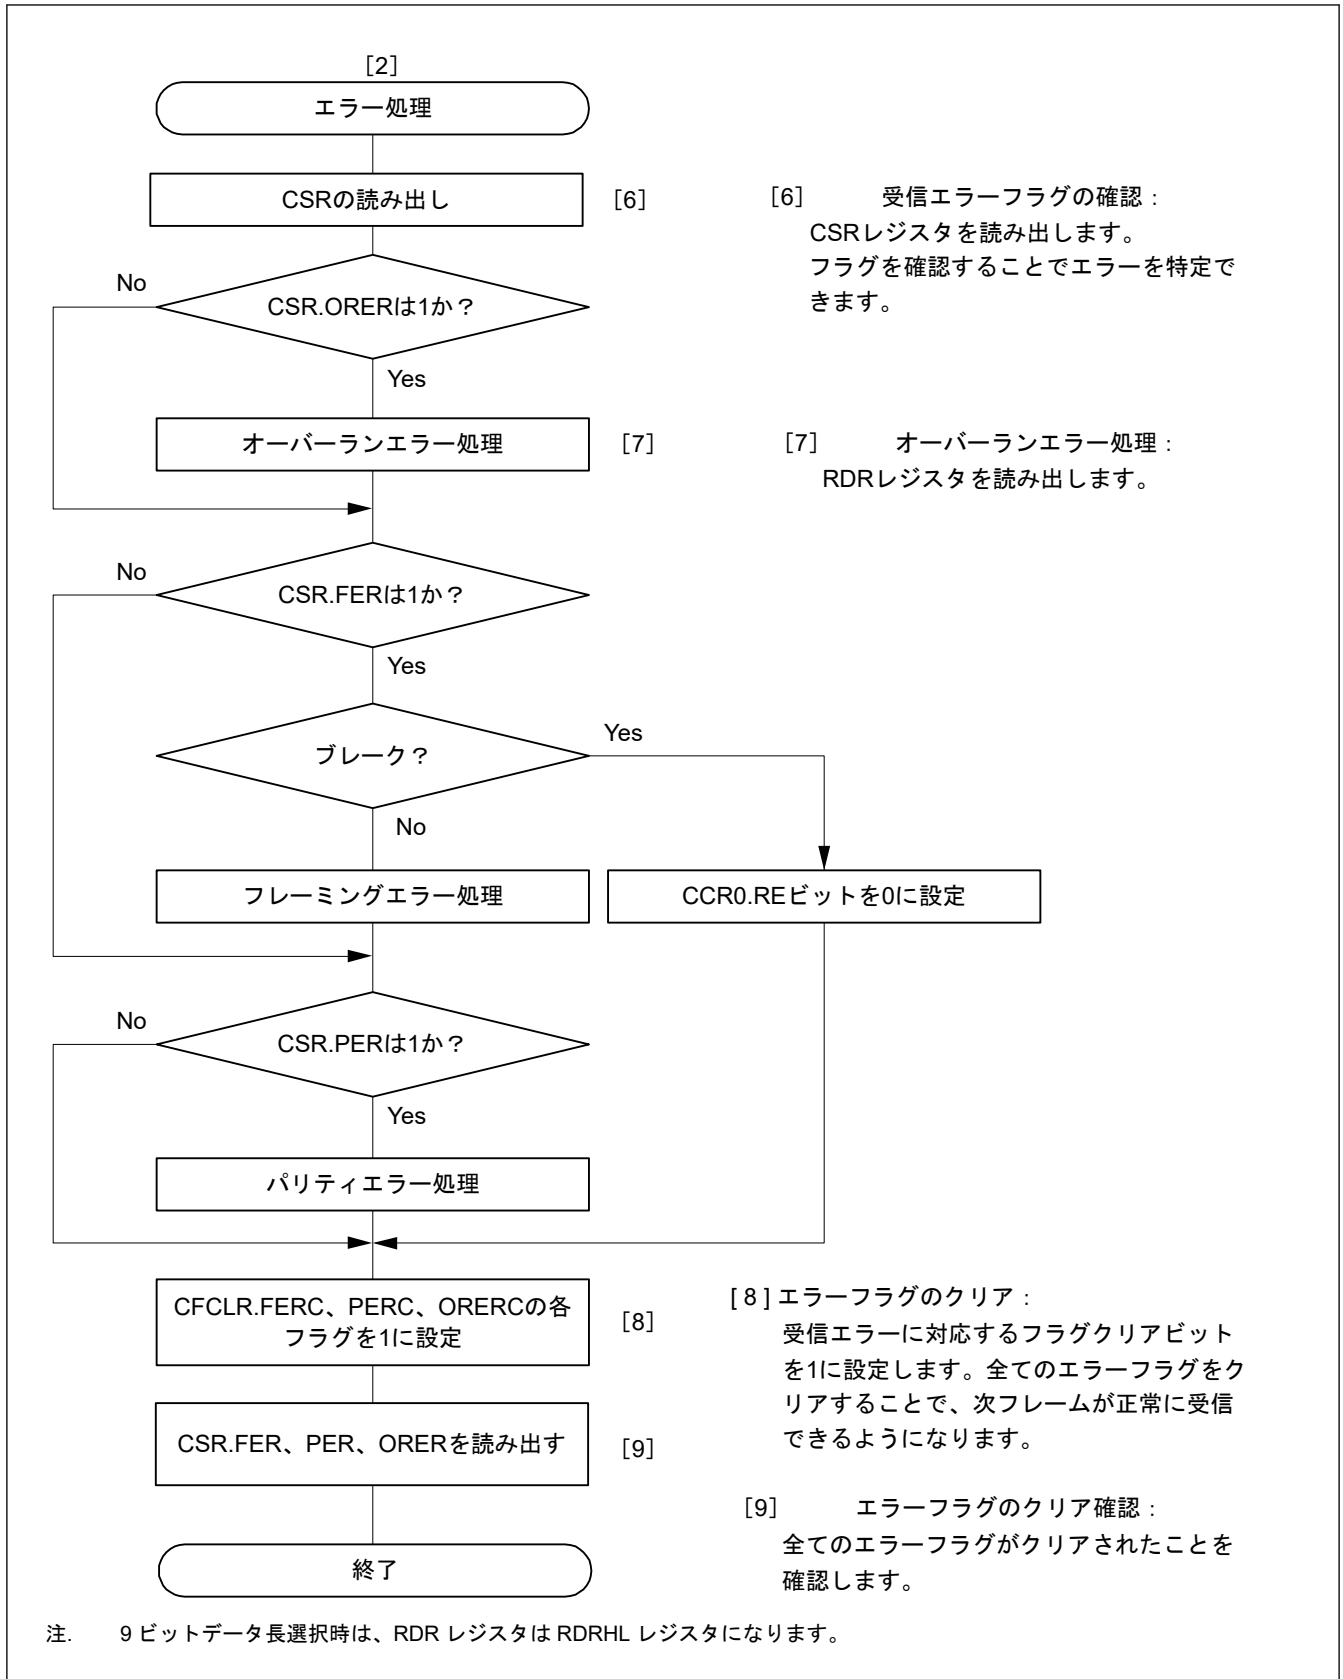 ［2］
エラー処理
CSRの読み出し
［6］
［6］ 受信エラーフラグの確認：
CSRレジスタを読み出します。
フラグを確認することでエラーを特定で
きます。
No
CSR.ORERは1か？
Yes
オーバーランエラー処理
［7］
［7］ オーバーランエラー処理：
RDRレジスタを読み出します。
No
CSR.FERは1か？
Yes
ブレーク？
Yes
No
フレーミングエラー処理
CCR0.REビットを0に設定
No
CSR.PERは1か？
Yes
パリティエラー処理
CFCLR.FERC、PERC、ORERCの各
フラグを1に設定
［8］
[ 8 ] エラーフラグのクリア：
受信エラーに対応するフラグクリアビット
を1に設定します。全てのエラーフラグをク
リアすることで、次フレームが正常に受信
できるようになります。
CSR.FER、PER、ORERを読み出す
［9］
［9］ エラーフラグのクリア確認：
全てのエラーフラグがクリアされたことを
確認します。
終了
注. 9 ビットデータ長選択時は、RDR レジスタは RDRHL レジスタになります。